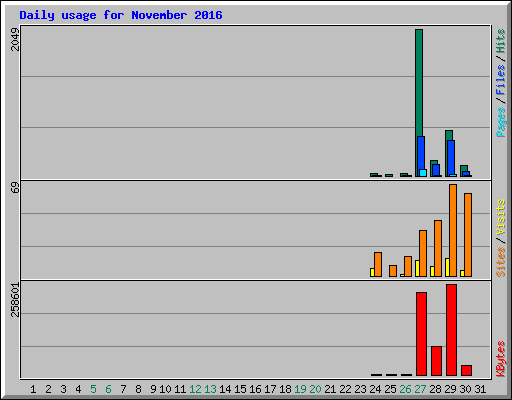 Daily usage for November 2016
2049
Pages/Files/Hits
69
Sites/Visits
258601
KBytes
1 2 3 4 5 6 7 8 9 10 11 12 13 14 15 16 17 18 19 20 21 22 23 24 25 26 27 28 29 30 31